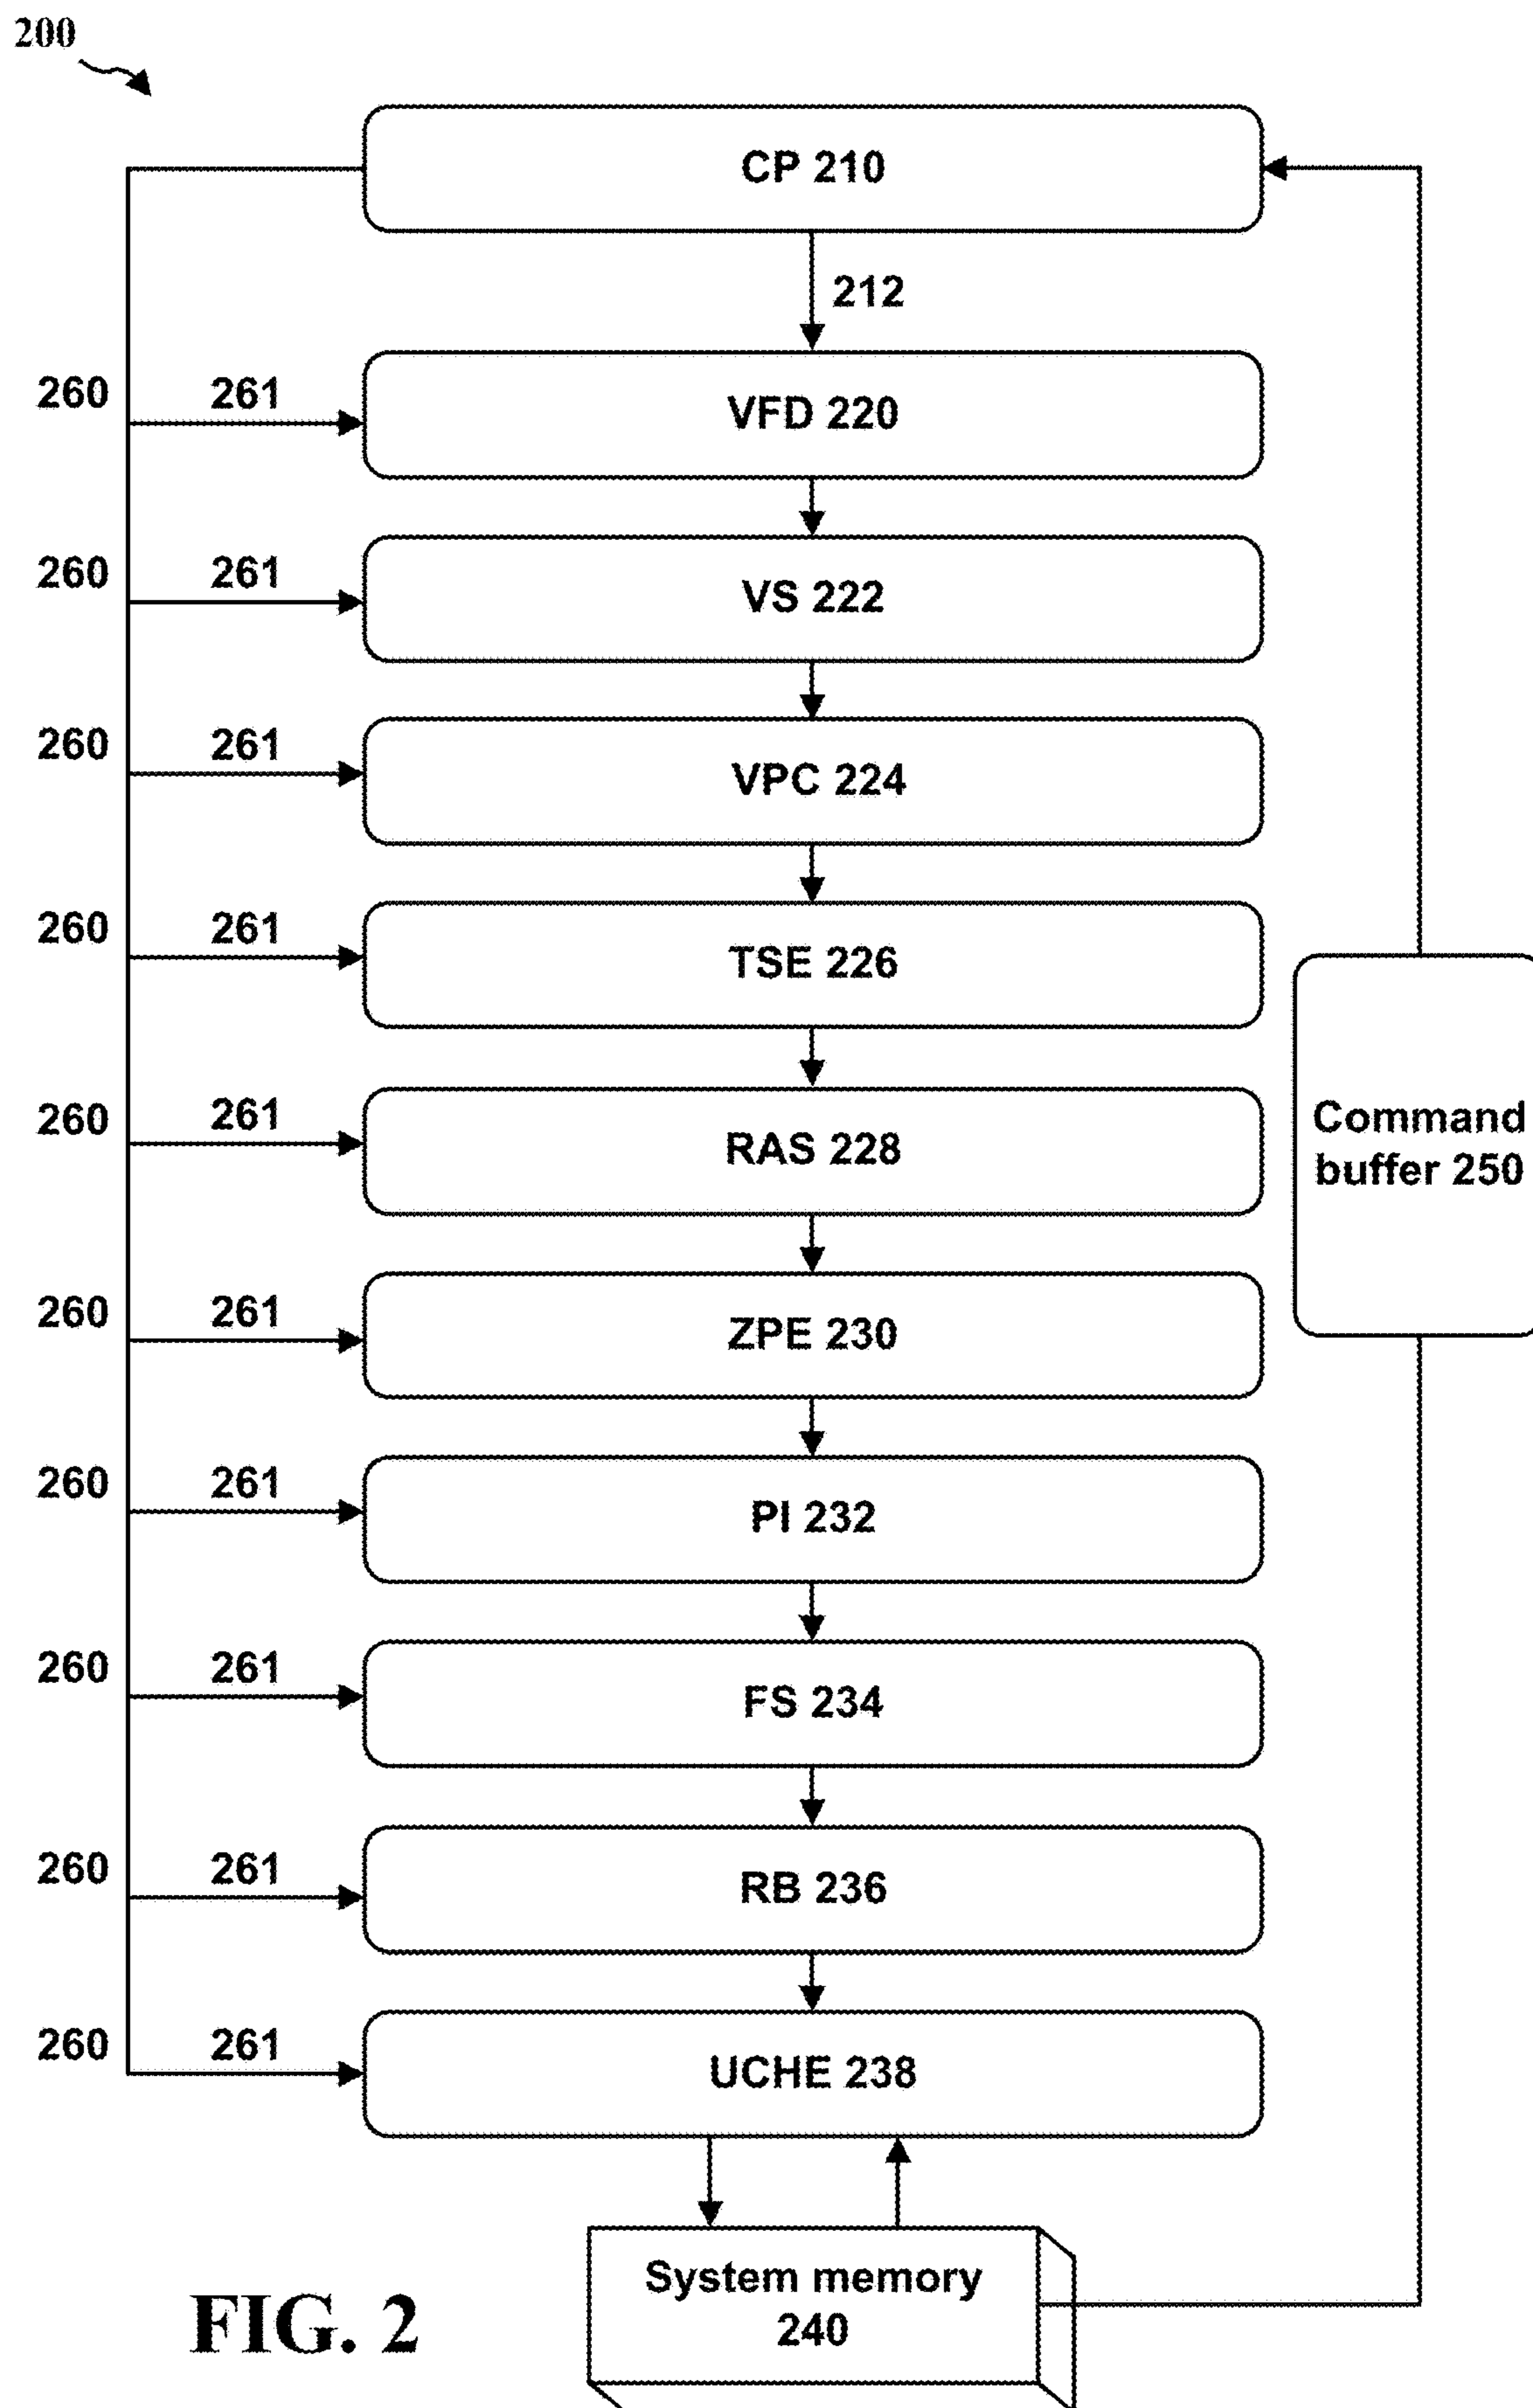 200
CP 210
212
260 261
VFD 220
260 261
VS 222
260 261
VPC 224
260 261
TSE 226
260 261
RAS 228
Command
buffer 250
260 261
ZPE 230
260 261
PI 232
260 261
FS 234
260 261
RB 236
260 261
UCHE 238
System memory
240
FIG. 2